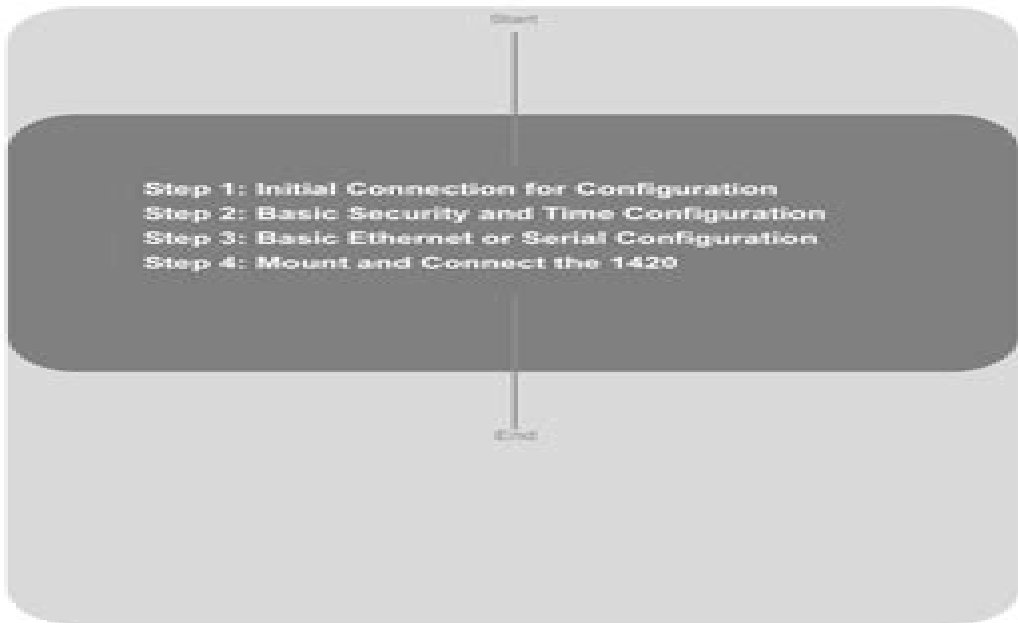 Start
Step 1: Initial Connection for Configuration
Step 2: Basic Security and Time Configuration
Step 3: Basic Ethernet or Serial Configuration
Step 4: Mount and Connect the 1420
End